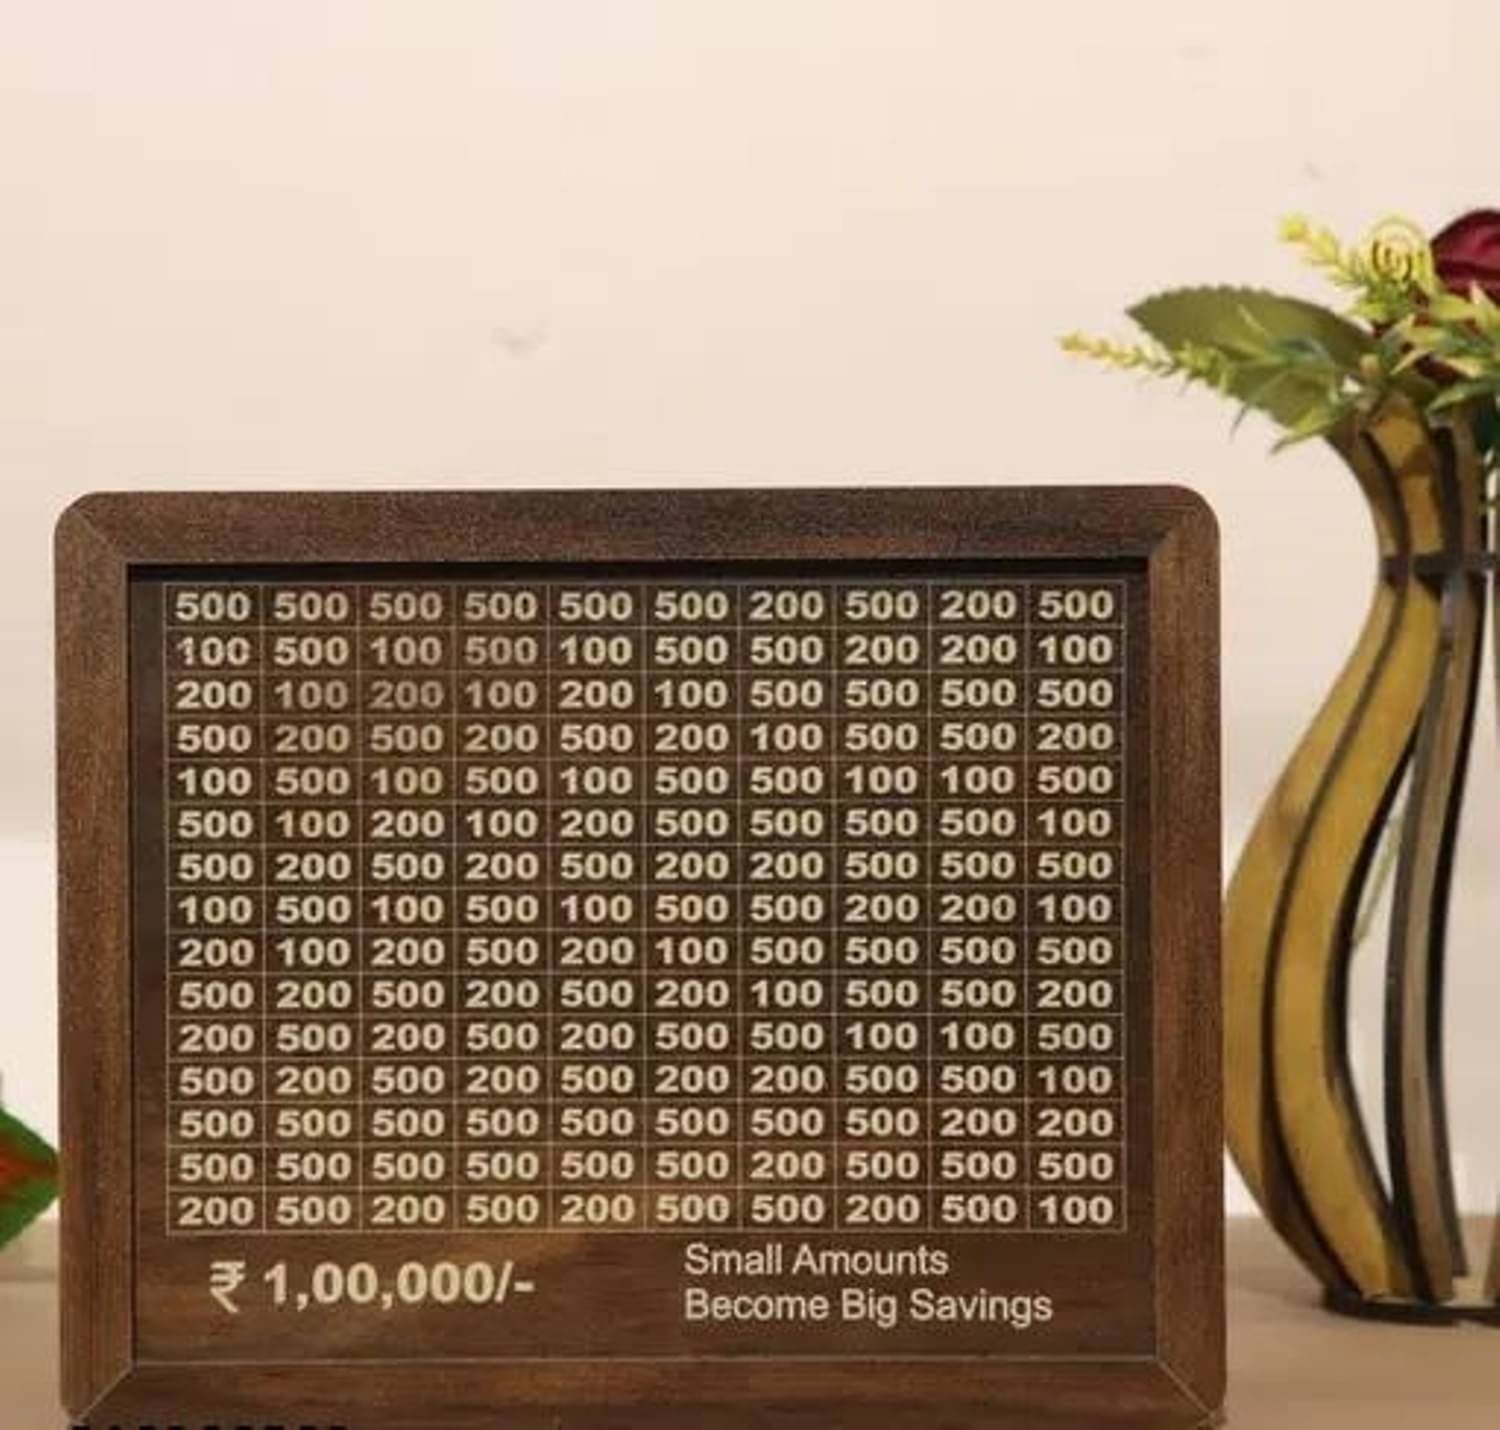 500 500 500 500 500 500 200 500 200 500
100 500 100 500 100 500 500 200 200 100
200 100 200 100 200 100 500 500 500 500
500 200 500 200 500 200 100 500 500 200
100 500 100 500 100 500 500 100 100 500
500 100 200 100 200 500 500 500 500 100
500 200 500 200 500 200 200 500 500 500
100 500 100 500 100 500 500 200 200 100
200 100 200 500 200 100 500 500 500 500
500 200 500 200 500 200 100 500 500 200
200 500 200 500 200 500 500 100 100 500
500 200 500 200 500 200 200 500 500 100
500 500 500 500 500 500 500 500 200 200
500 500 500 500 500 500 200 500 500 500
200 500 200 500 200 500 500 200 500 100
₹ 1,00,000/-
Small Amounts
Become Big Savings